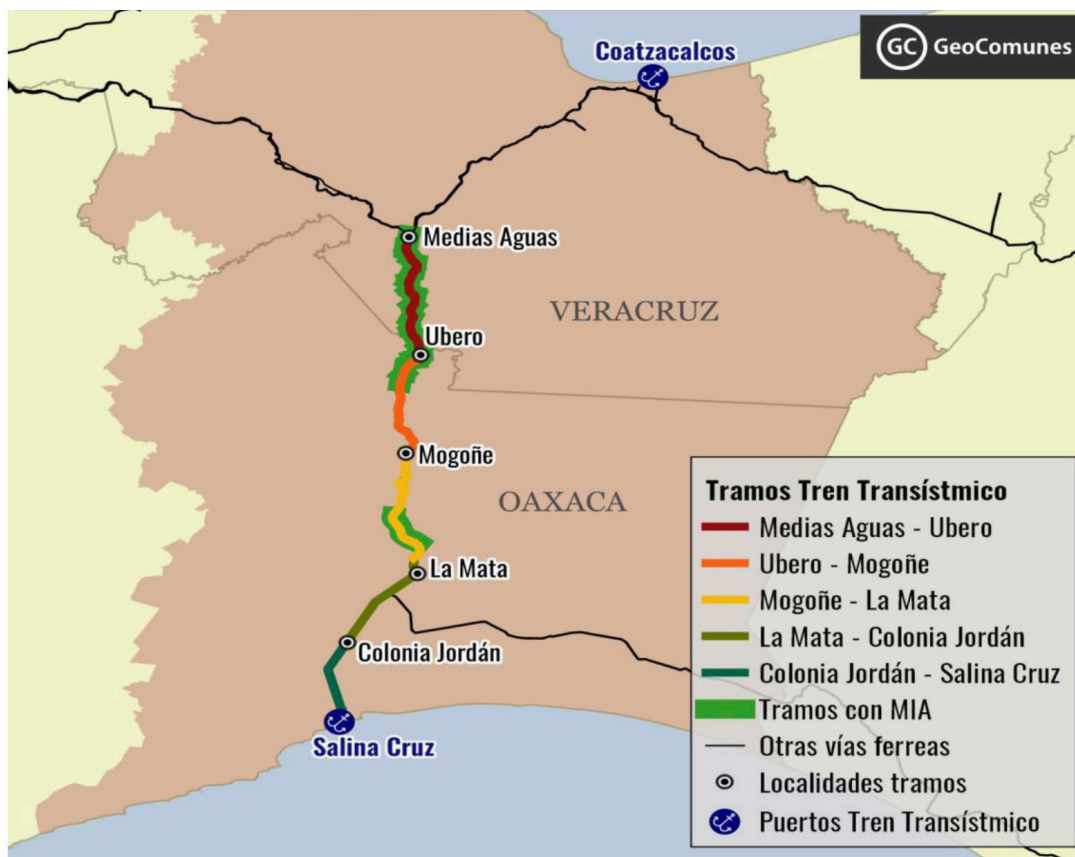 GC GeoComunes
Coatzacalcos
Medias Aguas
VERACRUZ
Ubero
Mogoñe
OAXACA
La Mata
Colonia Jordán
Salina Cruz
Tramos Tren Transístmico
Medias Aguas - Ubero
Ubero - Mogoñe
Mogoñe - La Mata
La Mata - Colonia Jordán
Colonia Jordán - Salina Cruz
Tramos con MIA
Otras vías ferreas
Localidades tramos
Puertos Tren Transístmico